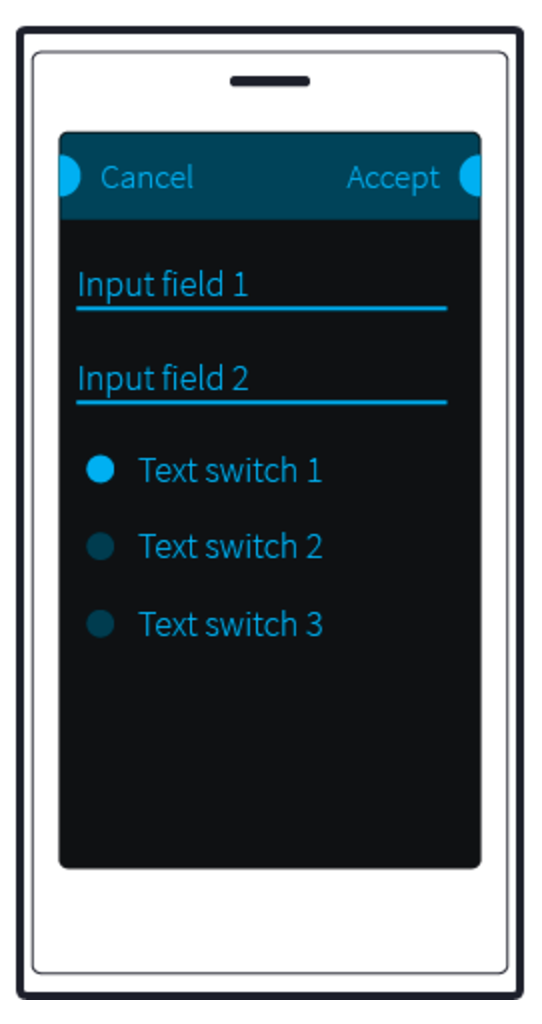 Cancel Accept
Input field 1
Input field 2
Text switch 1
Text switch 2
Text switch 3